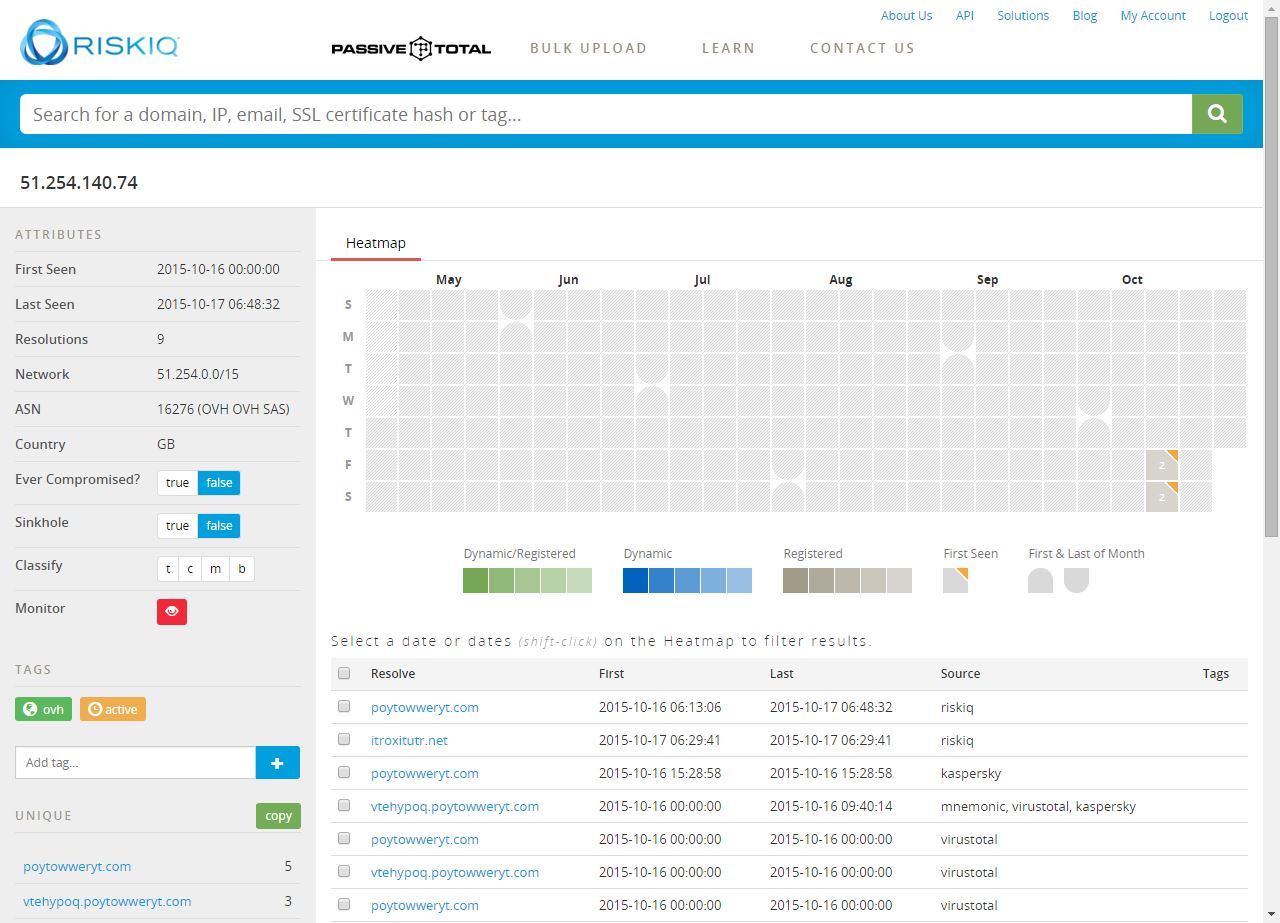 About Us API Solutions Blog My Account Logout
RISKIQ
PASSIVE TOTAL BULK UPLOAD LEARN CONTACT US
Search for a domain, IP, email, SSL certificate hash or tag...
51.254.140.74
ATTRIBUTES
First Seen 2015-10-16 00:00:00
Last Seen 2015-10-17 06:48:32
Resolutions 9
Network 51.254.0.0/15
ASN 16276 (OVH OVH SAS)
Country GB
Ever Compromised? true false
Sinkhole true false
Classify t c m b
Monitor
TAGS
ovh active
Add tag...
UNIQUE copy
poytowweryt.com 5
vtehypoq.poytowweryt.com 3
Heatmap
May Jun Jul Aug Sep Oct
S
M
T
W
T
F 2
S 2
Dynamic/Registered Dynamic Registered First Seen First & Last of Month
Select a date or dates (shift-click) on the Heatmap to filter results.
Resolve First Last Source Tags
poytowweryt.com 2015-10-16 06:13:06 2015-10-17 06:48:32 riskiq
itroxitutr.net 2015-10-17 06:29:41 2015-10-17 06:29:41 riskiq
poytowweryt.com 2015-10-16 15:28:58 2015-10-16 15:28:58 kaspersky
vtehypoq.poytowweryt.com 2015-10-16 00:00:00 2015-10-16 09:40:14 mnemonic, virustotal, kaspersky
poytowweryt.com 2015-10-16 00:00:00 2015-10-16 00:00:00 virustotal
vtehypoq.poytowweryt.com 2015-10-16 00:00:00 2015-10-16 00:00:00 virustotal
poytowweryt.com 2015-10-16 00:00:00 2015-10-16 00:00:00 virustotal